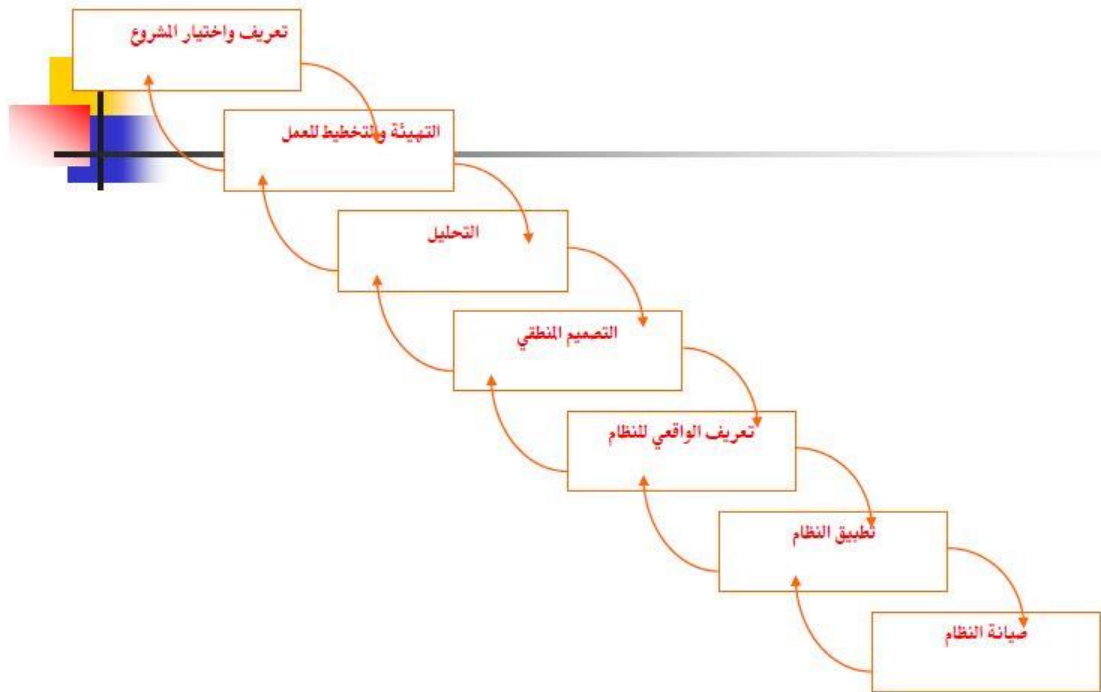 تعريف واختيار المشروع
التهيئة والتخطيط للعمل
التحليل
التصميم المنطقي
تعريف الواقعي للنظام
تطبيق النظام
صيانة النظام